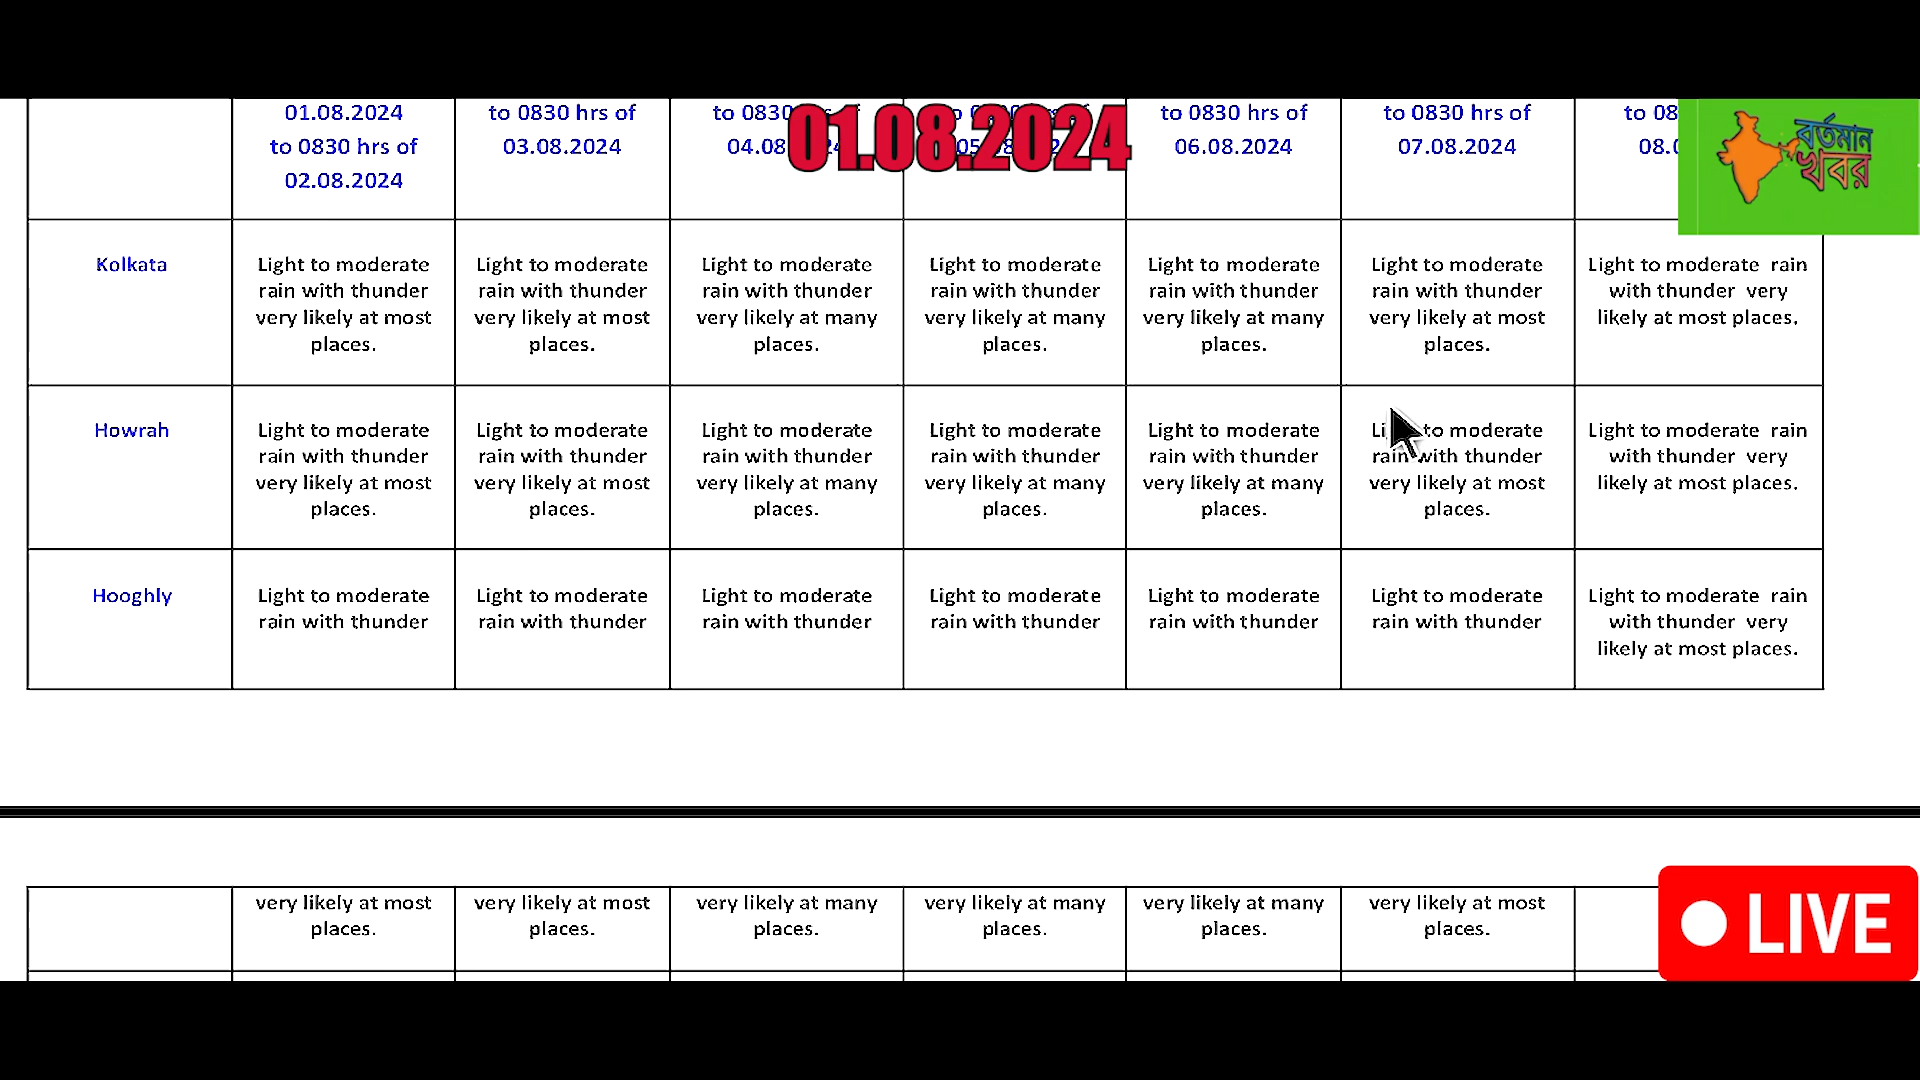 01.08.2024
01.08.2024
to 0830 hrs of
02.08.2024
to 0830 hrs of
03.08.2024
to 0830
04.08
to 0830 hrs of
06.08.2024
to 0830 hrs of
07.08.2024
to 08
08.0
বর্তমান
খবর
Kolkata
Light to moderate
rain with thunder
very likely at most
places.
Light to moderate
rain with thunder
very likely at most
places.
Light to moderate
rain with thunder
very likely at many
places.
Light to moderate
rain with thunder
very likely at many
places.
Light to moderate
rain with thunder
very likely at many
places.
Light to moderate
rain with thunder
very likely at most
places.
Light to moderate rain
with thunder very
likely at most places.
Howrah
Light to moderate
rain with thunder
very likely at most
places.
Light to moderate
rain with thunder
very likely at most
places.
Light to moderate
rain with thunder
very likely at many
places.
Light to moderate
rain with thunder
very likely at many
places.
Light to moderate
rain with thunder
very likely at many
places.
to moderate
rain with thunder
very likely at most
places.
Light to moderate rain
with thunder very
likely at most places.
Hooghly
Light to moderate
rain with thunder
Light to moderate
rain with thunder
Light to moderate
rain with thunder
Light to moderate
rain with thunder
Light to moderate
rain with thunder
Light to moderate
rain with thunder
Light to moderate rain
with thunder very
likely at most places.
very likely at most
places.
very likely at most
places.
very likely at many
places.
very likely at many
places.
very likely at many
places.
very likely at most
places.
LIVE